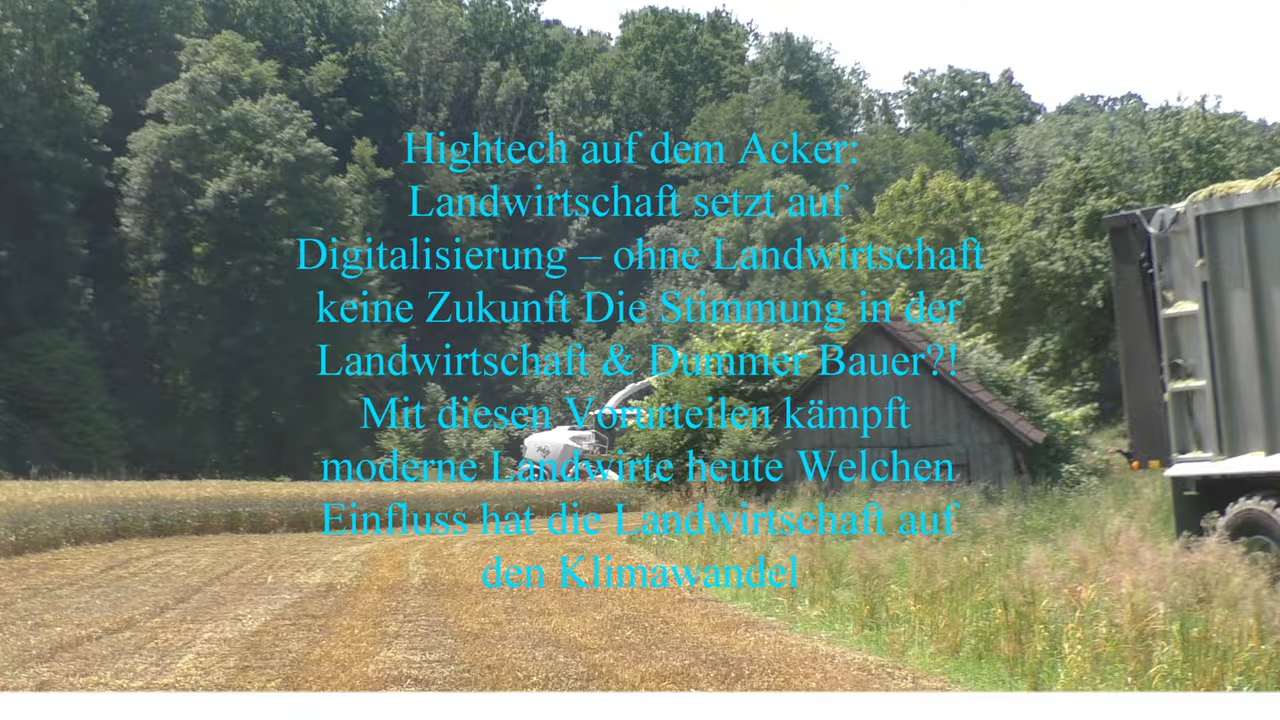 Hightech auf dem Acker:
Landwirtschaft setzt auf
Digitalisierung – ohne Landwirtschaft
keine Zukunft Die Stimmung in der
Landwirtschaft & Dummer Bauer?!
Mit diesen Vorurteilen kämpft
moderne Landwirte heute Welchen
Einfluss hat die Landwirtschaft auf
den Klimawandel